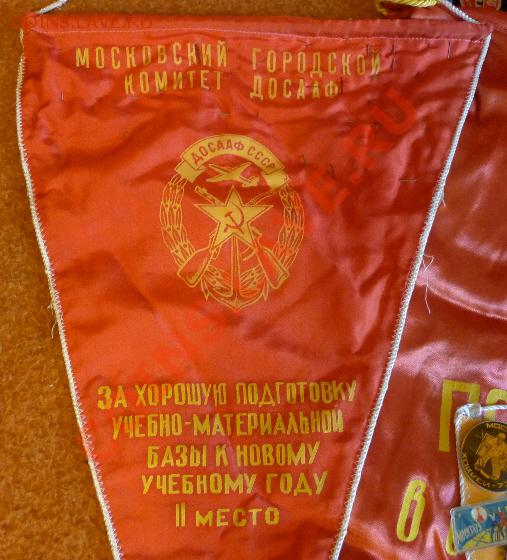 МОСКОВСКИЙ ГОРОДСКОЙ
КОМИТЕТ ДОСААФ
ДОСААФ СССР
ЗА ХОРОШУЮ ПОДГОТОВКУ
УЧЕБНО-МАТЕРИАЛЬНОЙ
БАЗЫ К НОВОМУ
УЧЕБНОМУ ГОДУ
II МЕСТО
В